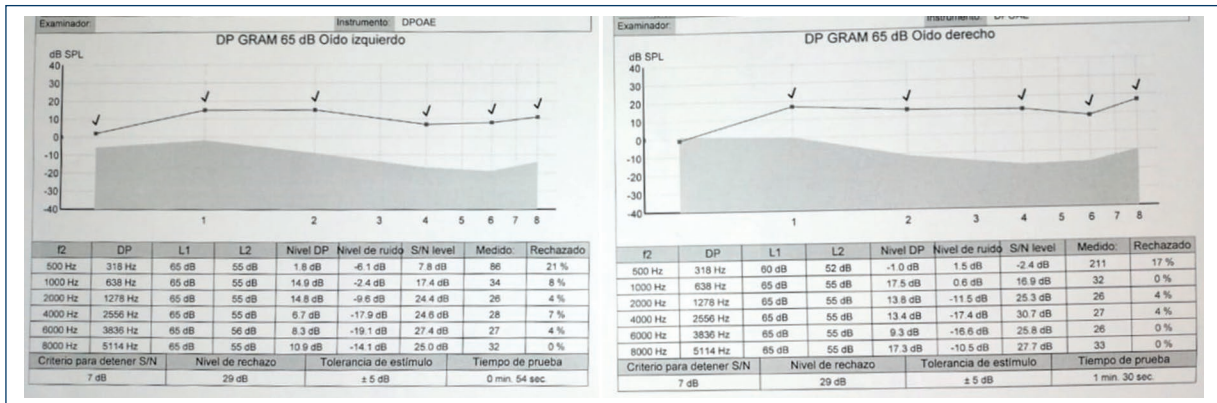 Examinador: Instrumento: DPOAE
DP GRAM 65 dB Oido izquierdo
dB SPL
40
30
20
10
0
-10
-20
-30
-40
1 2 3 4 5 6 7 8
f2 DP L1 L2 Nivel DP Nivel de ruido S/N level Medido: Rechazado
500 Hz 318 Hz 65 dB 55 dB 1.8 dB -6.1 dB 7.8 dB 86 21 %
1000 Hz 638 Hz 65 dB 55 dB 14.9 dB -2.4 dB 17.4 dB 34 8 %
2000 Hz 1278 Hz 65 dB 55 dB 14.8 dB -9.6 dB 24.4 dB 26 4 %
4000 Hz 2556 Hz 65 dB 55 dB 6.7 dB -17.9 dB 24.6 dB 28 7 %
6000 Hz 3836 Hz 65 dB 56 dB 8.3 dB -19.1 dB 27.4 dB 27 4 %
8000 Hz 5114 Hz 65 dB 55 dB 10.9 dB -14.1 dB 25.0 dB 32 0 %
Criterio para detener S/N Nivel de rechazo Tolerancia de estímulo Tiempo de prueba
7 dB 29 dB ± 5 dB 0 min. 54 sec.
Examinador: Instrumento: DPOAE
DP GRAM 65 dB Oido derecho
dB SPL
40
30
20
10
0
-10
-20
-30
-40
1 2 3 4 5 6 7 8
f2 DP L1 L2 Nivel DP Nivel de ruido S/N level Medido: Rechazado
500 Hz 318 Hz 60 dB 52 dB -1.0 dB 1.5 dB -2.4 dB 211 17 %
1000 Hz 638 Hz 65 dB 55 dB 17.5 dB 0.6 dB 16.9 dB 32 0 %
2000 Hz 1278 Hz 65 dB 55 dB 13.8 dB -11.5 dB 25.3 dB 26 4 %
4000 Hz 2556 Hz 65 dB 55 dB 13.4 dB -17.4 dB 30.7 dB 27 4 %
6000 Hz 3836 Hz 65 dB 55 dB 9.3 dB -16.6 dB 25.8 dB 26 0 %
8000 Hz 5114 Hz 65 dB 55 dB 17.3 dB -10.5 dB 27.7 dB 33 0 %
Criterio para detener S/N Nivel de rechazo Tolerancia de estímulo Tiempo de prueba
7 dB 29 dB ± 5 dB 1 min. 30 sec.